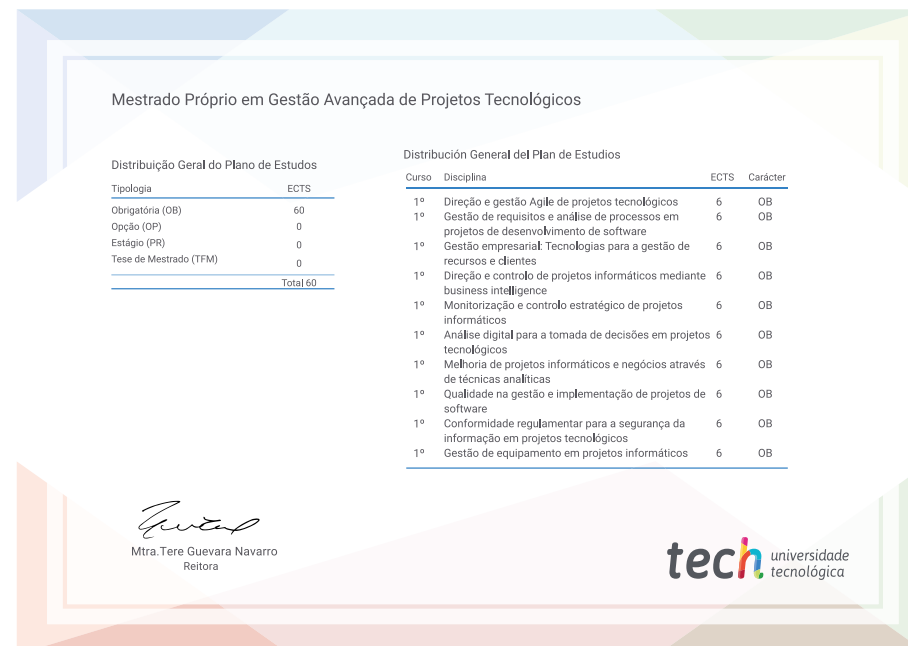 Mestrado Próprio em Gestão Avançada de Projetos Tecnológicos
Distribuição Geral do Plano de Estudos
Tipologia ECTS
Obrigatória (OB) 60
Opção (OP) 0
Estágio (PR) 0
Tese de Mestrado (TFM) 0
Total 60
Distribución General del Plan de Estudios
Curso Disciplina ECTS Carácter
1º Direção e gestão Agile de projetos tecnológicos 6 OB
1º Gestão de requisitos e análise de processos em 6 OB
projetos de desenvolvimento de software
1º Gestão empresarial: Tecnologias para a gestão de 6 OB
recursos e clientes
1º Direção e controlo de projetos informáticos mediante 6 OB
business intelligence
1º Monitorização e controlo estratégico de projetos 6 OB
informáticos
1º Análise digital para a tomada de decisões em projetos 6 OB
tecnológicos
1º Melhoria de projetos informáticos e negócios através 6 OB
de técnicas analíticas
1º Qualidade na gestão e implementação de projetos de 6 OB
software
1º Conformidade regulamentar para a segurança da 6 OB
informação em projetos tecnológicos
1º Gestão de equipamento em projetos informáticos 6 OB
Mtra.Tere Guevara Navarro
Reitora
tech universidade
tecnológica